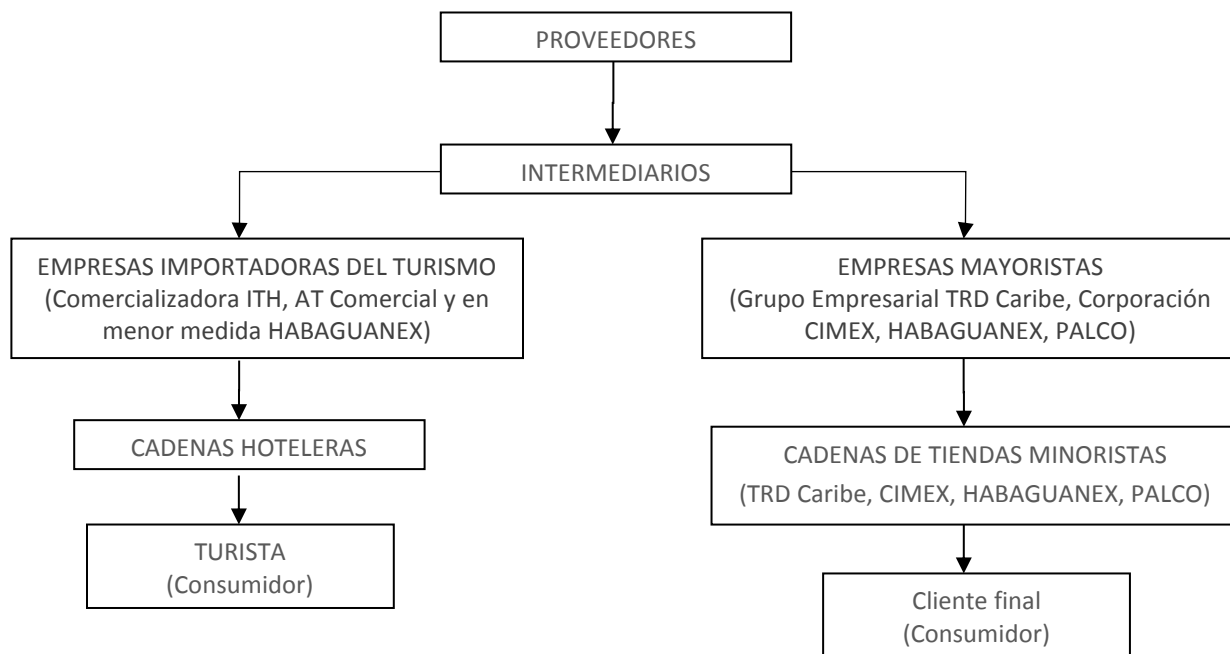 PROVEEDORES
INTERMEDIARIOS
EMPRESAS IMPORTADORAS DEL TURISMO
(Comercializadora ITH, AT Comercial y en
menor medida HABAGUANEX)
CADENAS HOTELERAS
TURISTA
(Consumidor)
EMPRESAS MAYORISTAS
(Grupo Empresarial TRD Caribe, Corporación
CIMEX, HABAGUANEX, PALCO)
CADENAS DE TIENDAS MINORISTAS
(TRD Caribe, CIMEX, HABAGUANEX, PALCO)
Cliente final
(Consumidor)